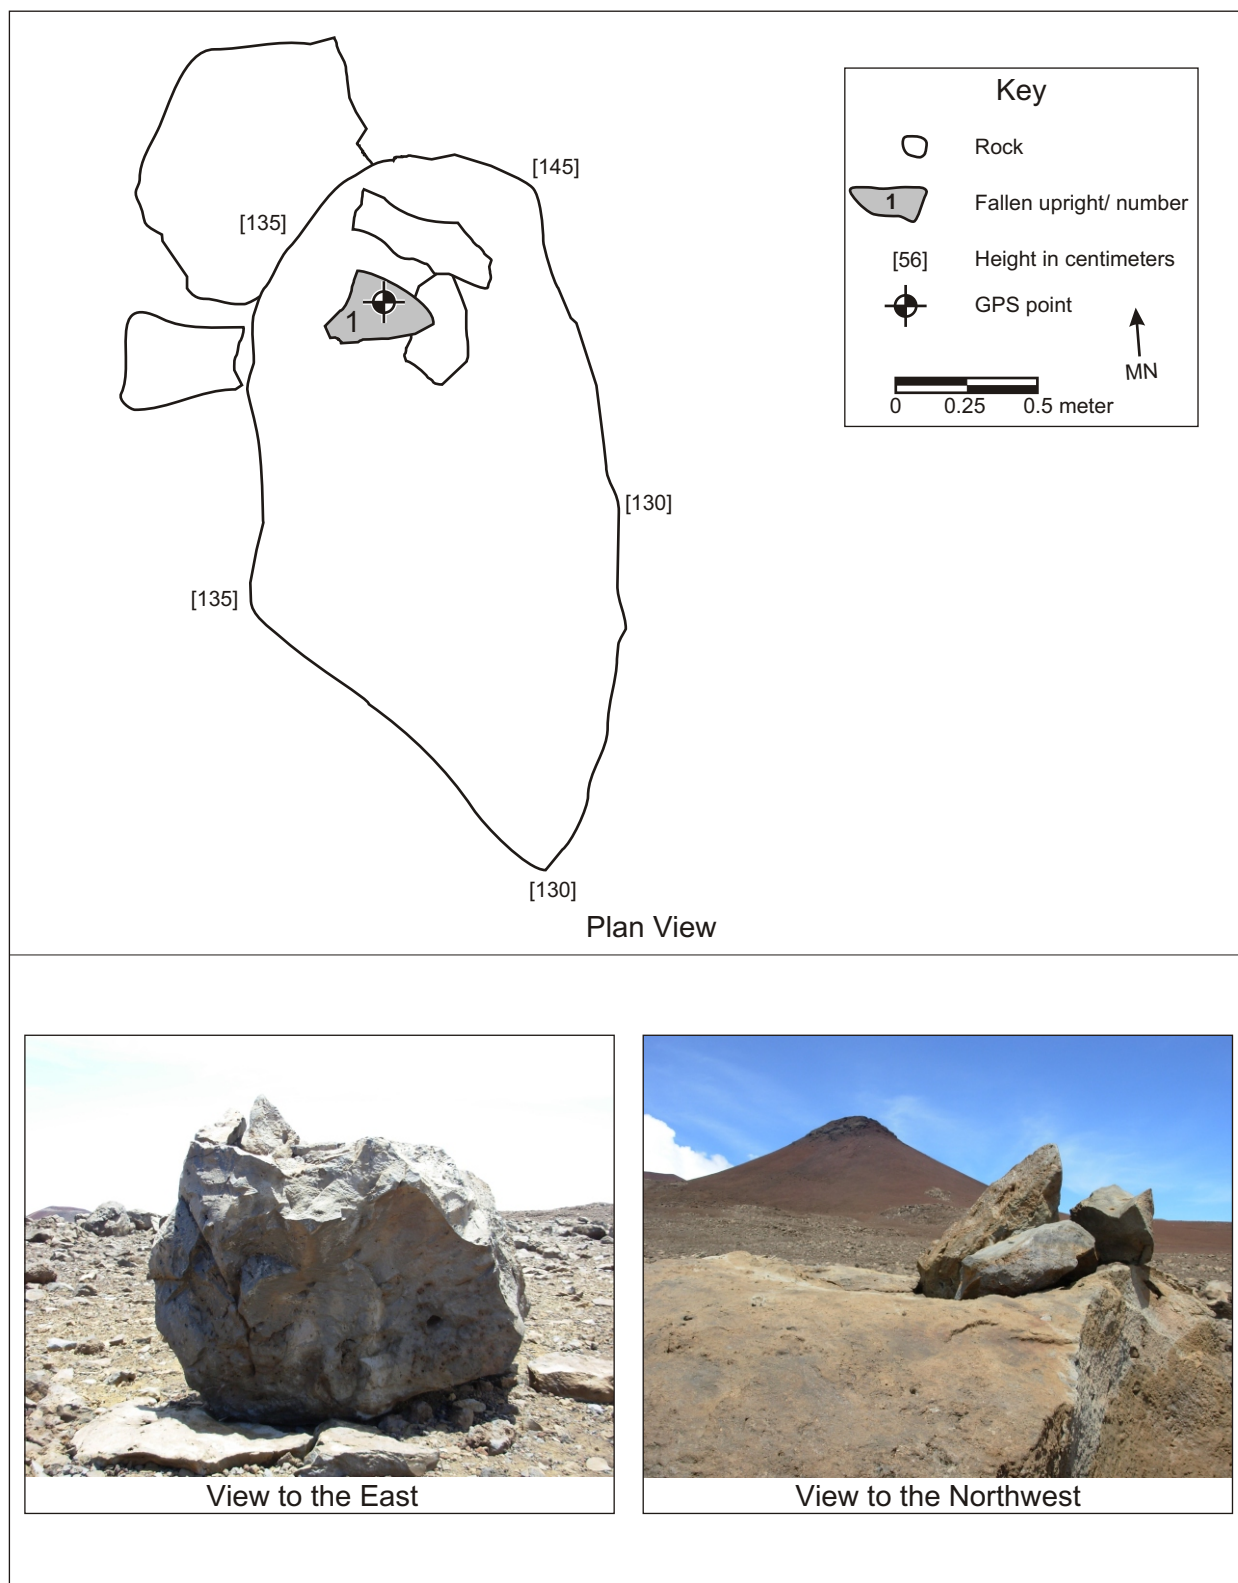 [145]
[135]
1
[130]
[135]
[130]
Plan View
Key
Rock
1 Fallen upright/ number
[56] Height in centimeters
GPS point
MN
0 0.25 0.5 meter
View to the East
View to the Northwest